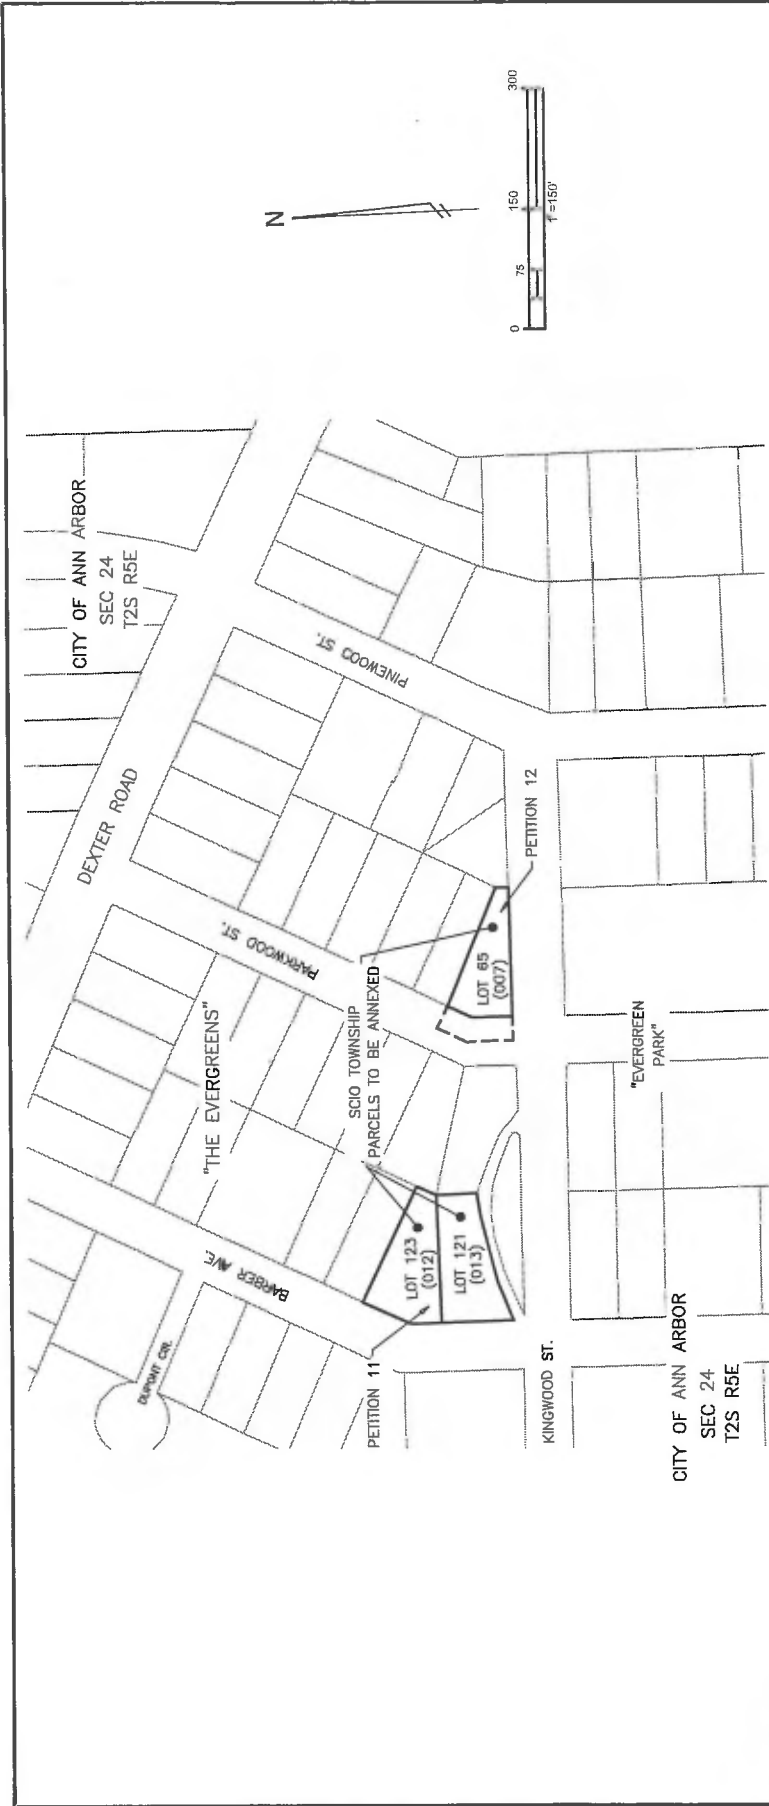 CITY OF ANN ARBOR
SEC 24
T2S R5E
N
0
75
150
300
1"=150'
DEXTER ROAD
PINEWOOD ST.
PARKWOOD ST.
"THE EVERGREENS"
BARBER AVE.
DUPONT CIR.
SCIO TOWNSHIP
PARCELS TO BE ANNEXED
LOT 65
(007)
PETITION 12
LOT 123
(012)
LOT 121
(013)
PETITION 11
KINGWOOD ST.
"EVERGREEN
PARK"
CITY OF ANN ARBOR
SEC 24
T2S R5E